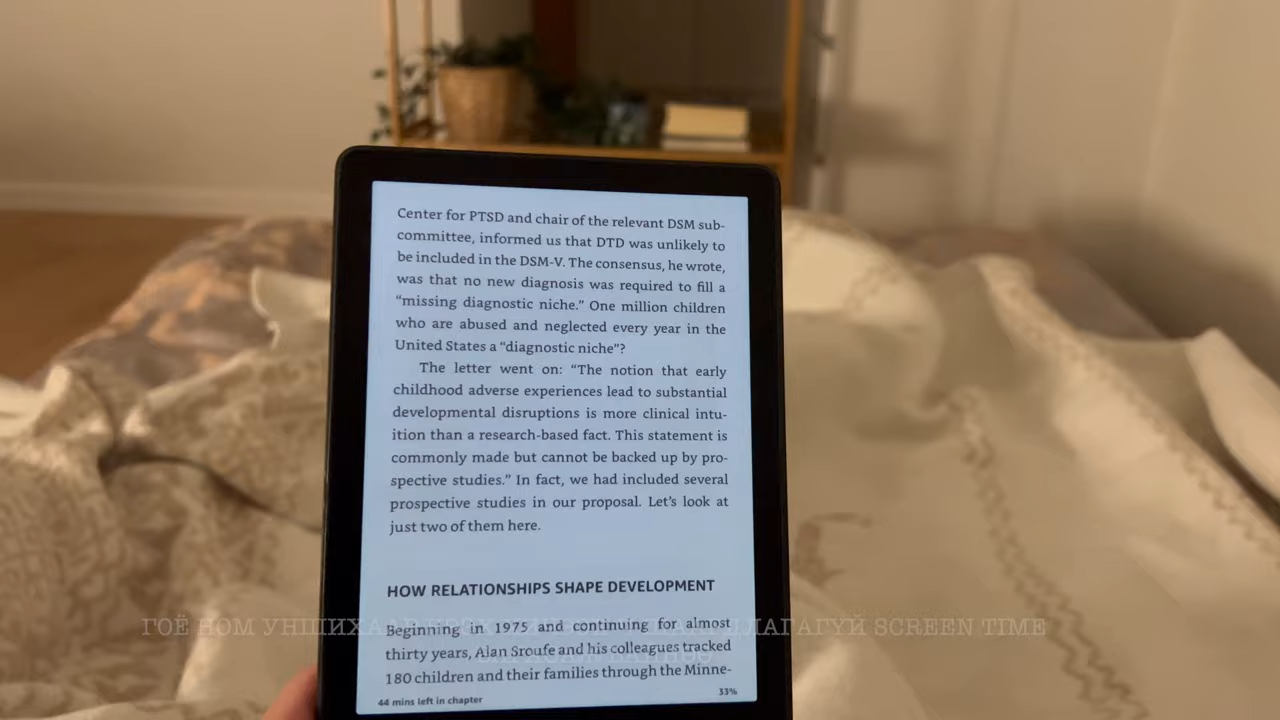 Center for PTSD and chair of the relevant DSM sub-
committee, informed us that DTD was unlikely to
be included in the DSM-V. The consensus, he wrote,
was that no new diagnosis was required to fill a
“missing diagnostic niche.” One million children
who are abused and neglected every year in the
United States a “diagnostic niche”?
The letter went on: “The notion that early
childhood adverse experiences lead to substantial
developmental disruptions is more clinical intu-
ition than a research-based fact. This statement is
commonly made but cannot be backed up by pro-
spective studies.” In fact, we had included several
prospective studies in our proposal. Let’s look at
just two of them here.
HOW RELATIONSHIPS SHAPE DEVELOPMENT
Beginning in 1975 and continuing for almost
thirty years, Alan Sroufe and his colleagues tracked
180 children and their families through the Minne-
44 mins left in chapter 33%
ГОЁ НОМ УНШИХААР SCREEN TIME